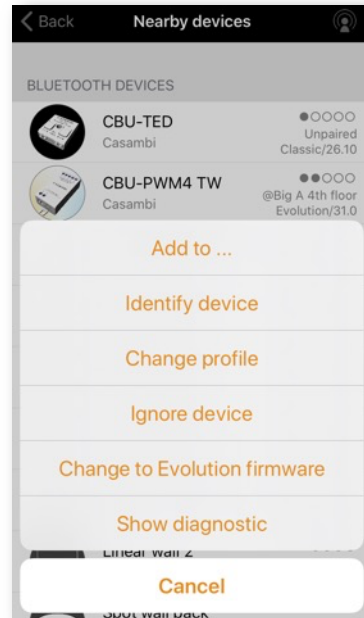 Back
Nearby devices
BLUETOOTH DEVICES
CBU-TED
Casambi
Unpaired
Classic/26.10
CBU-PWM4 TW
Casambi
@Big A 4th floor
Evolution/31.0
Add to ...
Identify device
Change profile
Ignore device
Change to Evolution firmware
Show diagnostic
Linear wall 2
Cancel
Spot wall pack